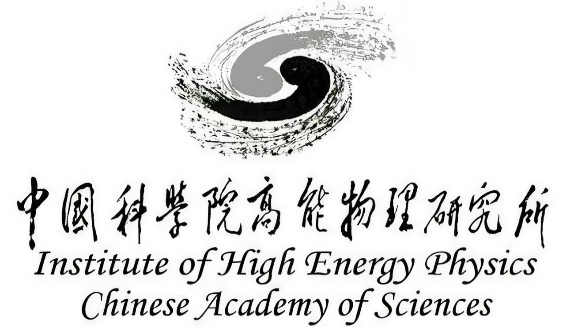 中國科學院高能物理研究所
Institute of High Energy Physics
Chinese Academy of Sciences